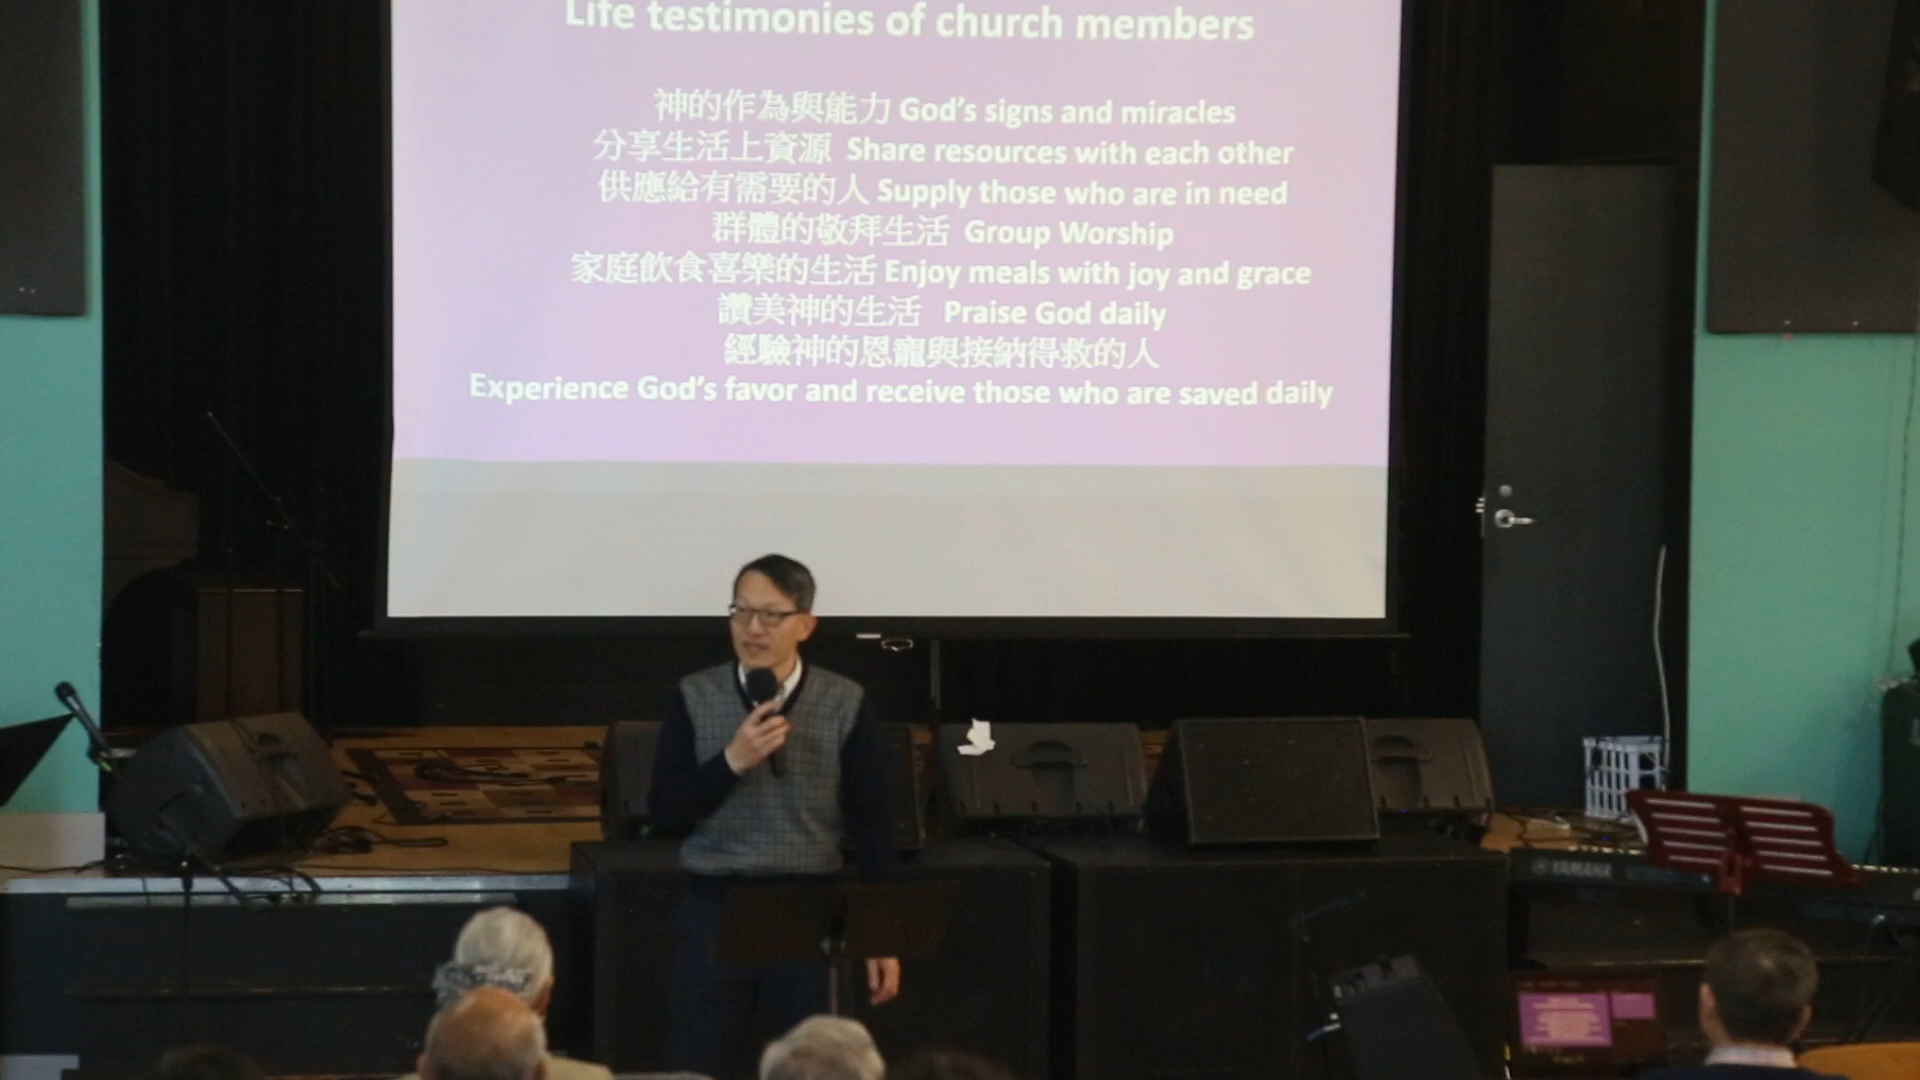 Life testimonies of church members
神的作為與能力 God's signs and miracles
分享生活上資源 Share resources with each other
供應給有需要的人 Supply those who are in need
群體的敬拜生活 Group Worship
家庭飲食喜樂的生活 Enjoy meals with joy and grace
讚美神的生活 Praise God daily
經驗神的恩寵與接納得救的人
Experience God's favor and receive those who are saved daily
YAMAHA